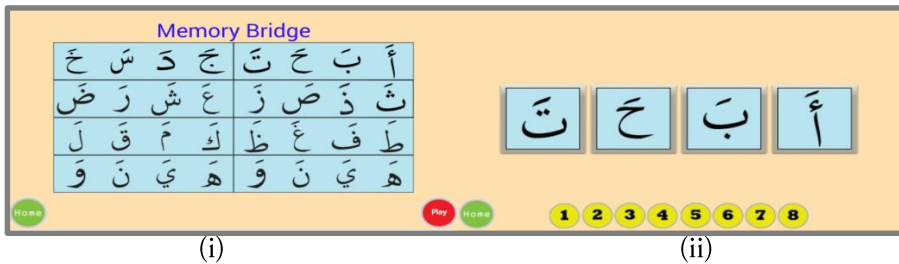 Memory Bridge
أَ بَ حَ تَ جَ دَ سَ خَ
ثَ ذَ صَ زَ عَ شَ رَ ضَ
طَ فَ غَ ظَ كَ مَ قَ لَ
هَ يَ نَ وَ هَ يَ نَ وَ
Home
Play Home
(i)
أَ بَ حَ تَ
1 2 3 4 5 6 7 8
(ii)